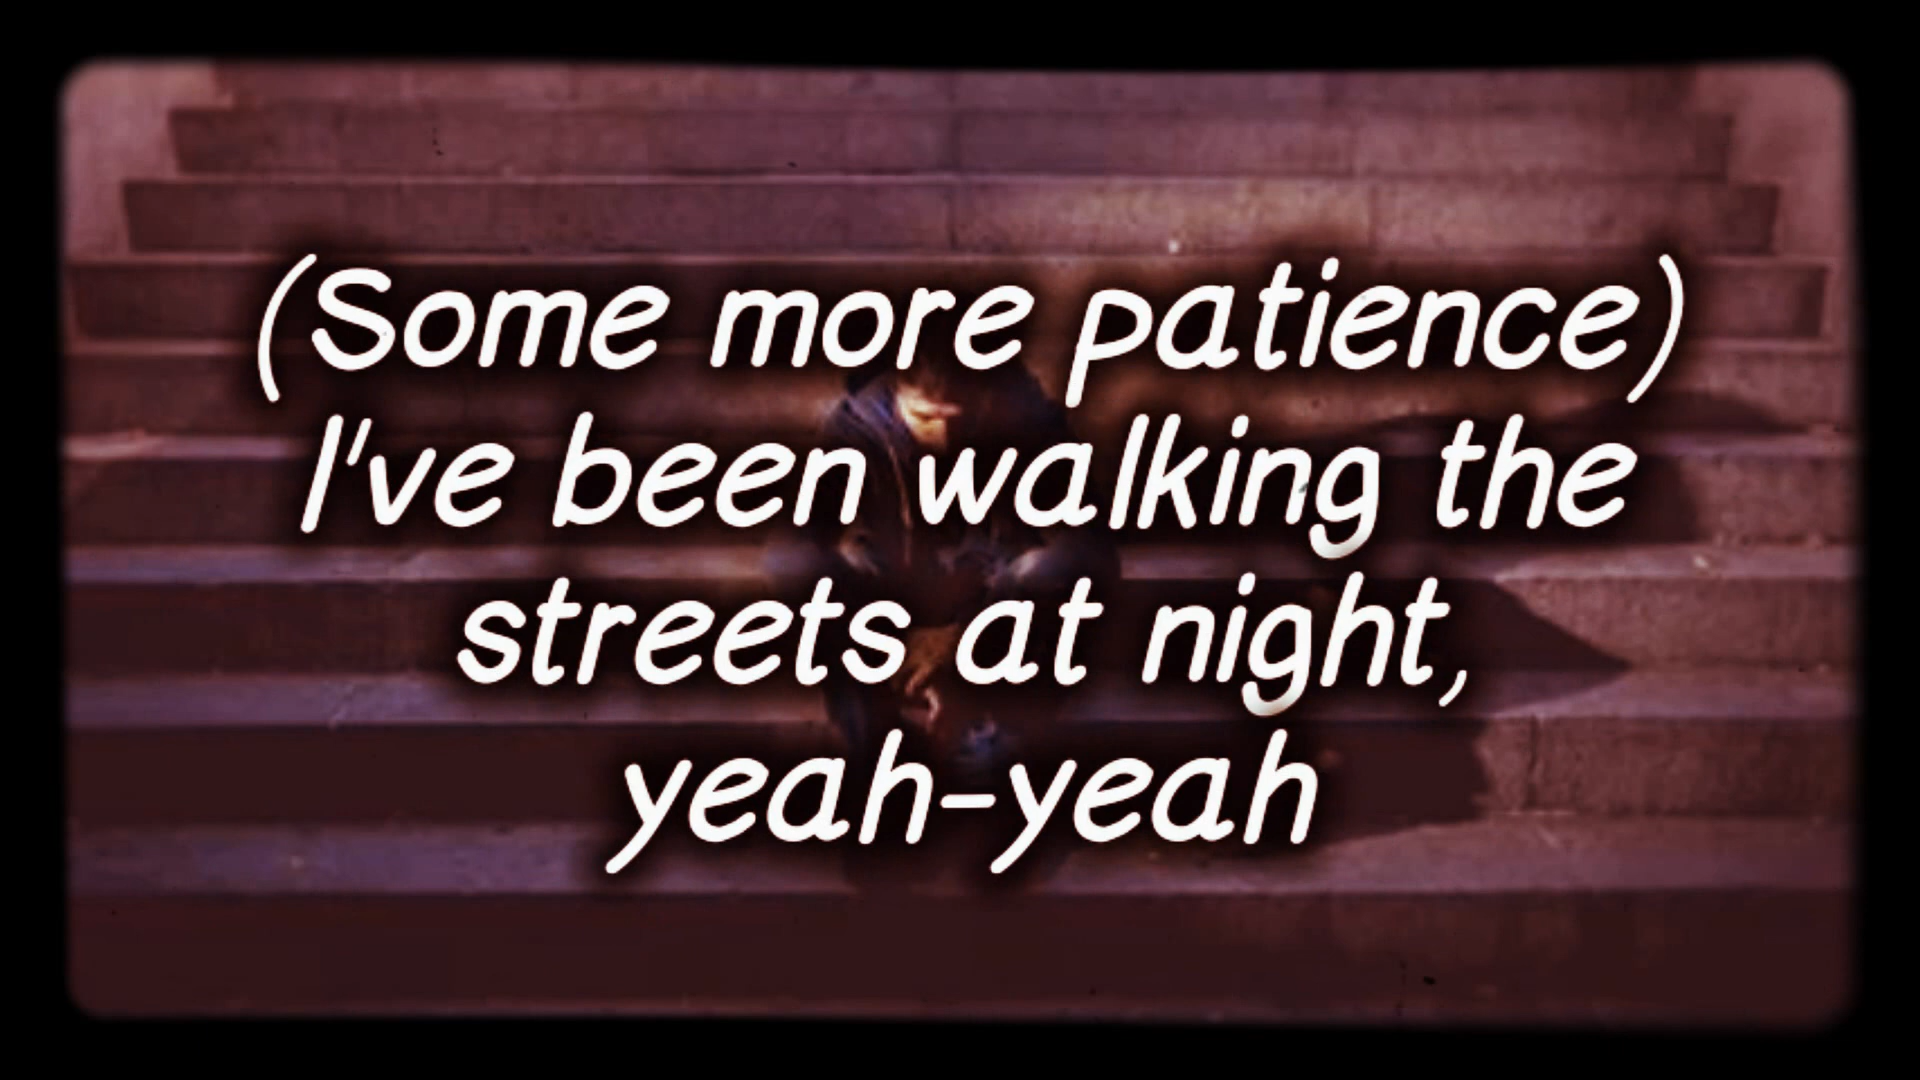 (Some more patience)
I've been walking the
streets at night,
yeah-yeah